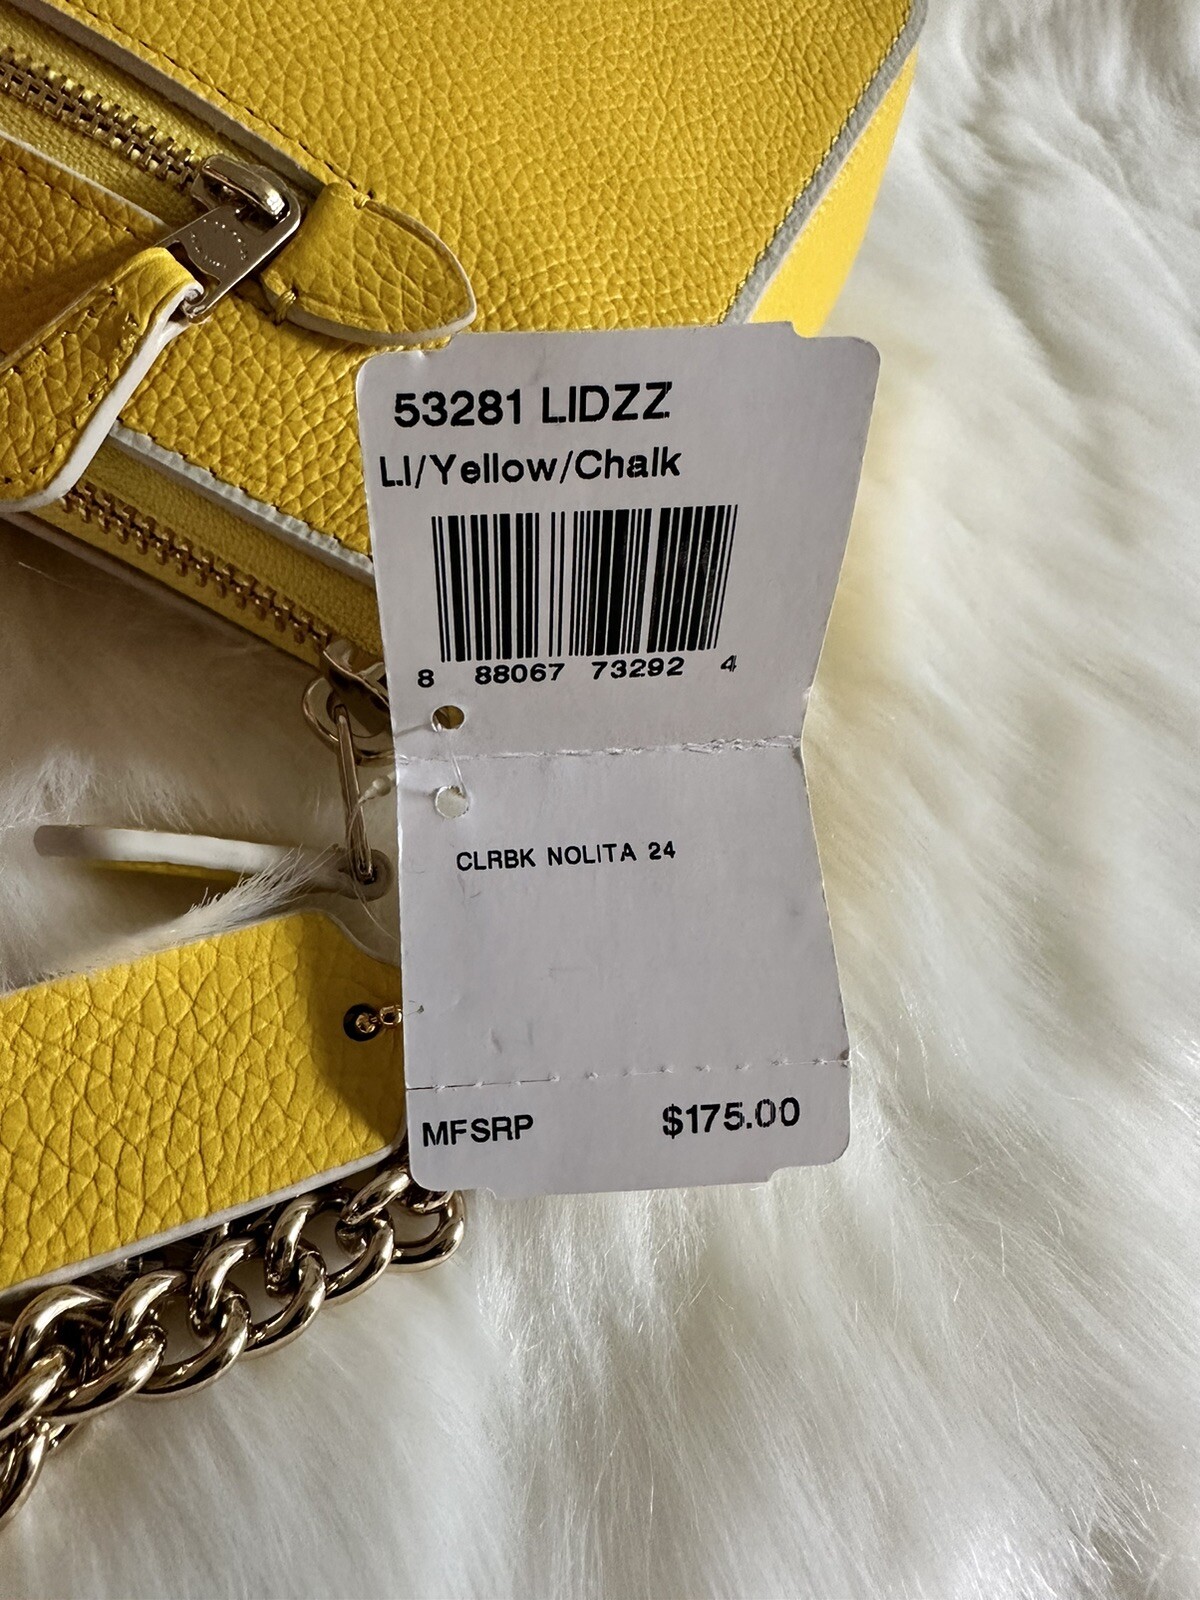 53281 LIDZZ
LI/Yellow/Chalk
8 88067 73292 4
CLRBK NOLITA 24
MFSRP $175.00